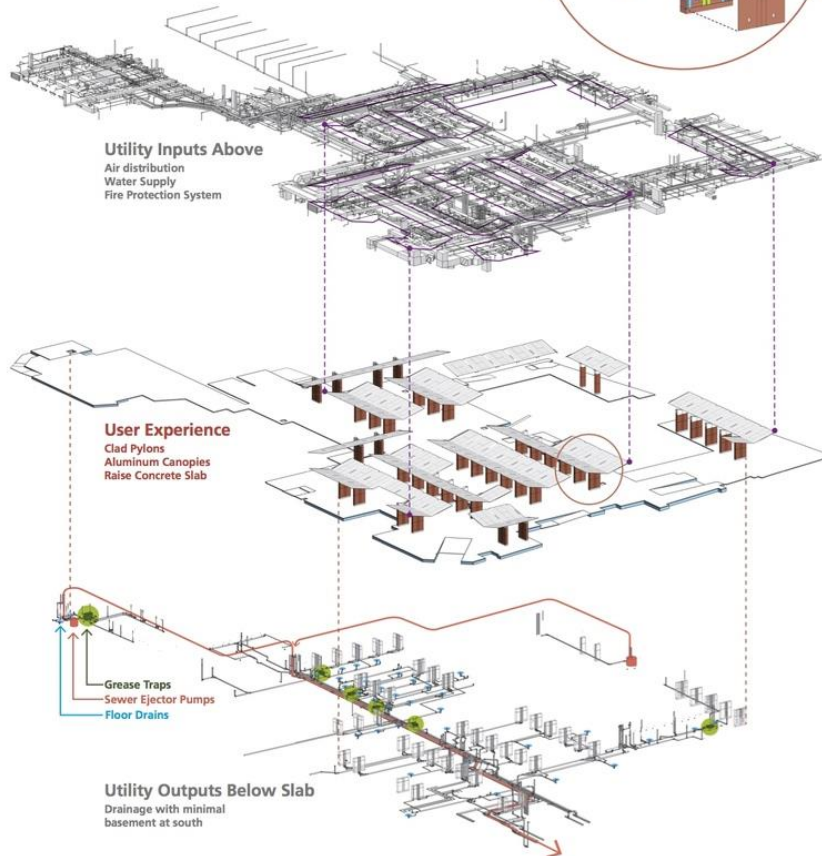 Utility Inputs Above
Air distribution
Water Supply
Fire Protection System
User Experience
Clad Pylons
Aluminum Canopies
Raise Concrete Slab
Grease Traps
Sewer Ejector Pumps
Floor Drains
Utility Outputs Below Slab
Drainage with minimal
basement at south